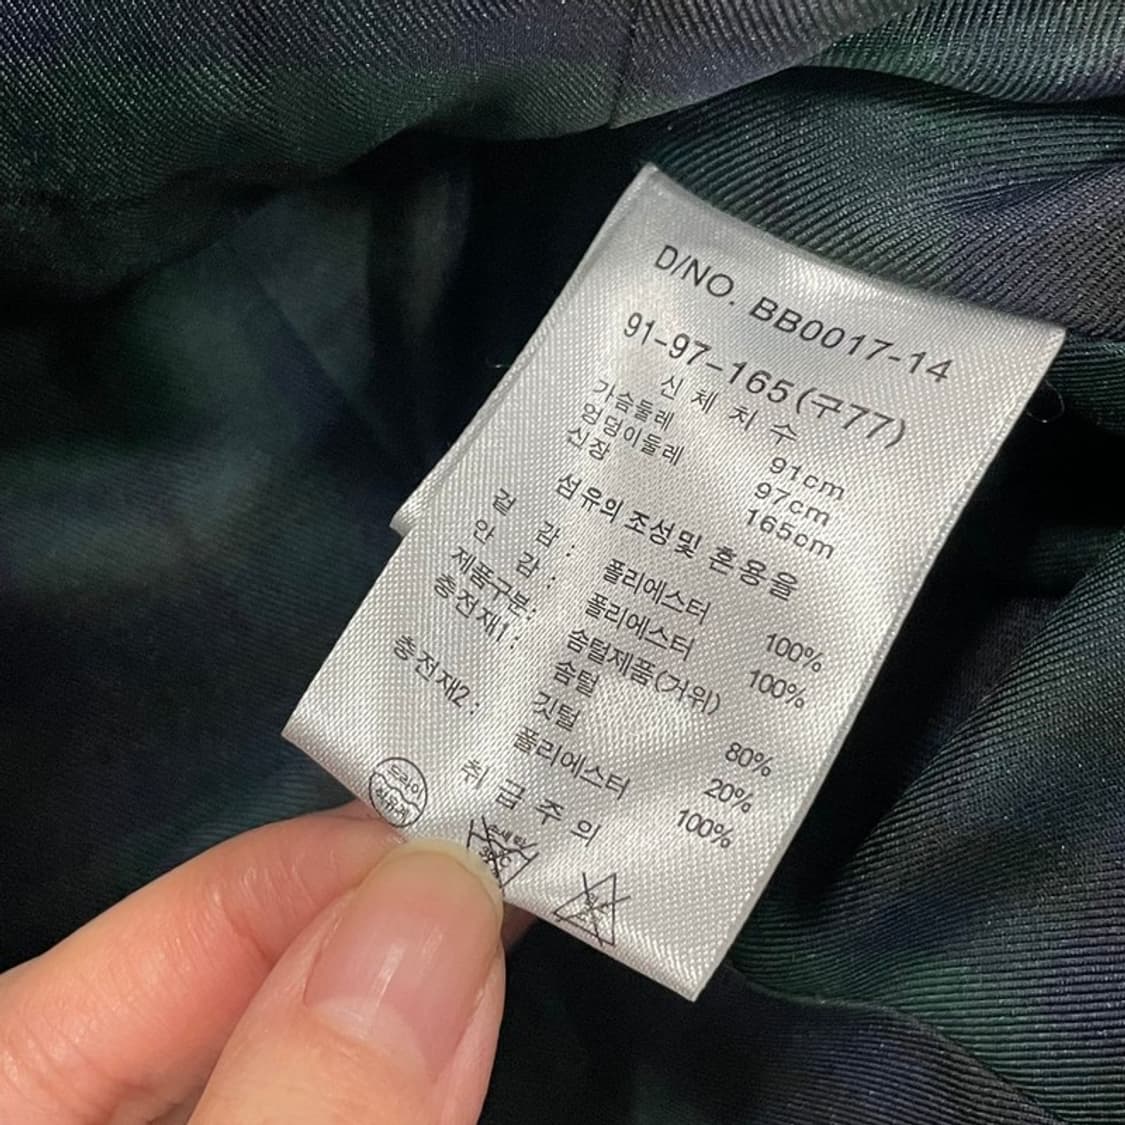 D/NO. BB0017-14
91-97-165(구77)
신 체 치 수
가슴둘레 91cm
엉덩이둘레 97cm
신장 165cm
섬유의 조성및 혼용율
겉 감 : 폴리에스터 100%
안 감 : 폴리에스터 100%
제품구분: 솜털제품(거위)
충전재1: 솜털 80%
깃털 20%
충전재2: 폴리에스터 100%
취 급 주 의
드라이